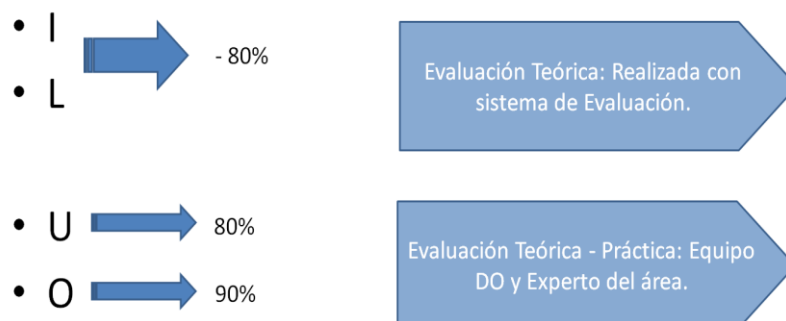 • I
• L
- 80%
Evaluación Teórica: Realizada con
sistema de Evaluación.
• U
80%
• O
90%
Evaluación Teórica - Práctica: Equipo
DO y Experto del área.